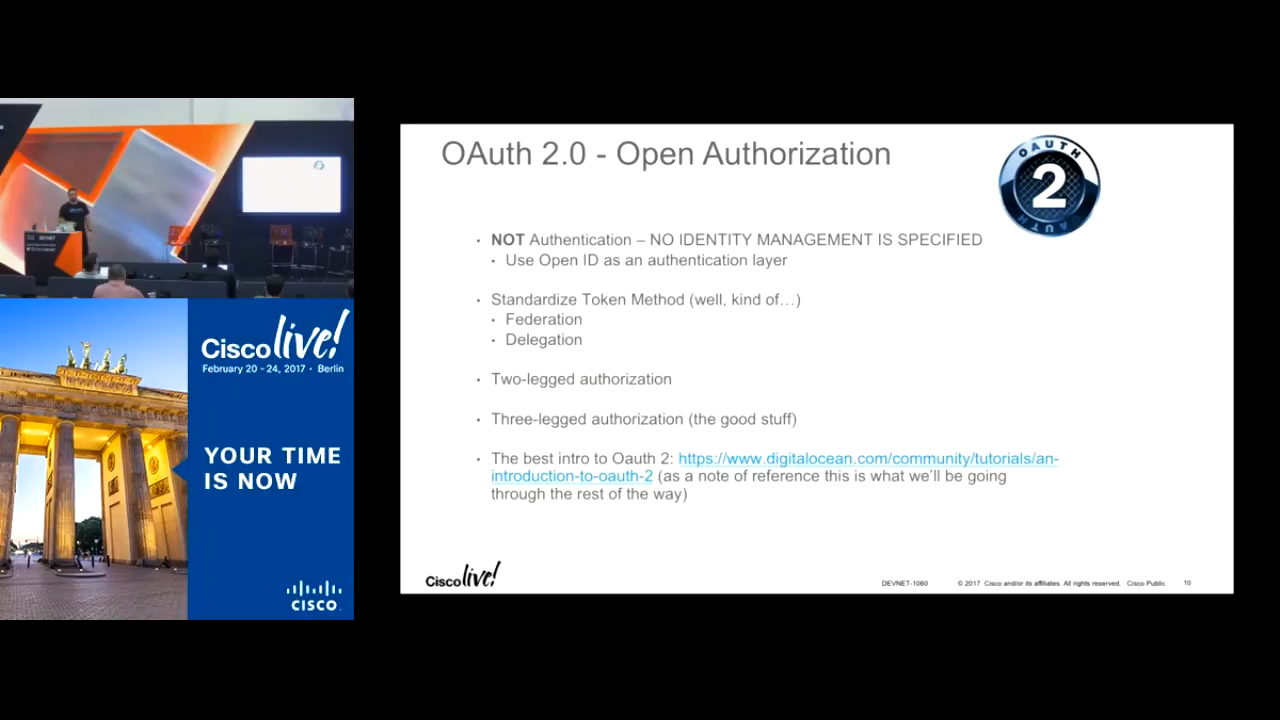 OAuth 2.0 - Open Authorization
OAUTH
2
OAUTH
• NOT Authentication – NO IDENTITY MANAGEMENT IS SPECIFIED
• Use Open ID as an authentication layer
• Standardize Token Method (well, kind of…)
• Federation
• Delegation
• Two-legged authorization
• Three-legged authorization (the good stuff)
• The best intro to Oauth 2: https://www.digitalocean.com/community/tutorials/an-
introduction-to-oauth-2 (as a note of reference this is what we'll be going
through the rest of the way)
Cisco live!
DEVNET-1060 © 2017 Cisco and/or its affiliates. All rights reserved. Cisco Public 10
DEVNET
Cisco live!
February 20 - 24, 2017 • Berlin
YOUR TIME
IS NOW
CISCO.